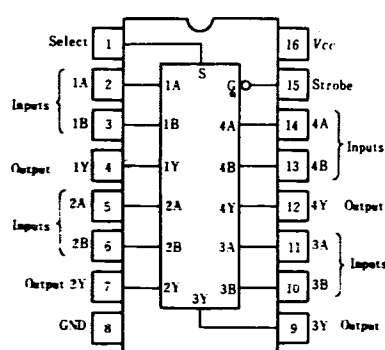 Select 1 16 Vcc
S
1A 2 1A G 15 Strobe
Inputs
1B 3 1B 4A 14 4A
Inputs
Output 1Y 4 1Y 4B 13 4B
2A 5 2A 4Y 12 4Y Output
Inputs
2B 6 2B 3A 11 3A
Inputs
Output 2Y 7 2Y 3B 10 3B
3Y
GND 8 9 3Y Output